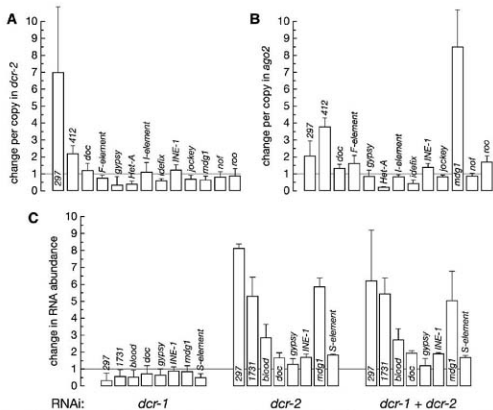 A
change per copy in dcr-2
10
9
8
7
6
5
4
3
2
1
0
297
412
doc
F-element
gypsy
Het-A
I-element
idefix
INE-1
jockey
mdg1
nof
roo
B
change per copy in ago2
10
9
8
7
6
5
4
3
2
1
0
297
412
doc
F-element
gypsy
Het-A
I-element
idefix
INE-1
jockey
mdg1
nof
roo
C
change in RNA abundance
10
9
8
7
6
5
4
3
2
1
0
297
1731
blood
doc
gypsy
INE-1
mdg1
S-element
297
1731
blood
doc
gypsy
INE-1
mdg1
S-element
297
1731
blood
doc
gypsy
INE-1
mdg1
S-element
RNAi: dcr-1 dcr-2 dcr-1 + dcr-2